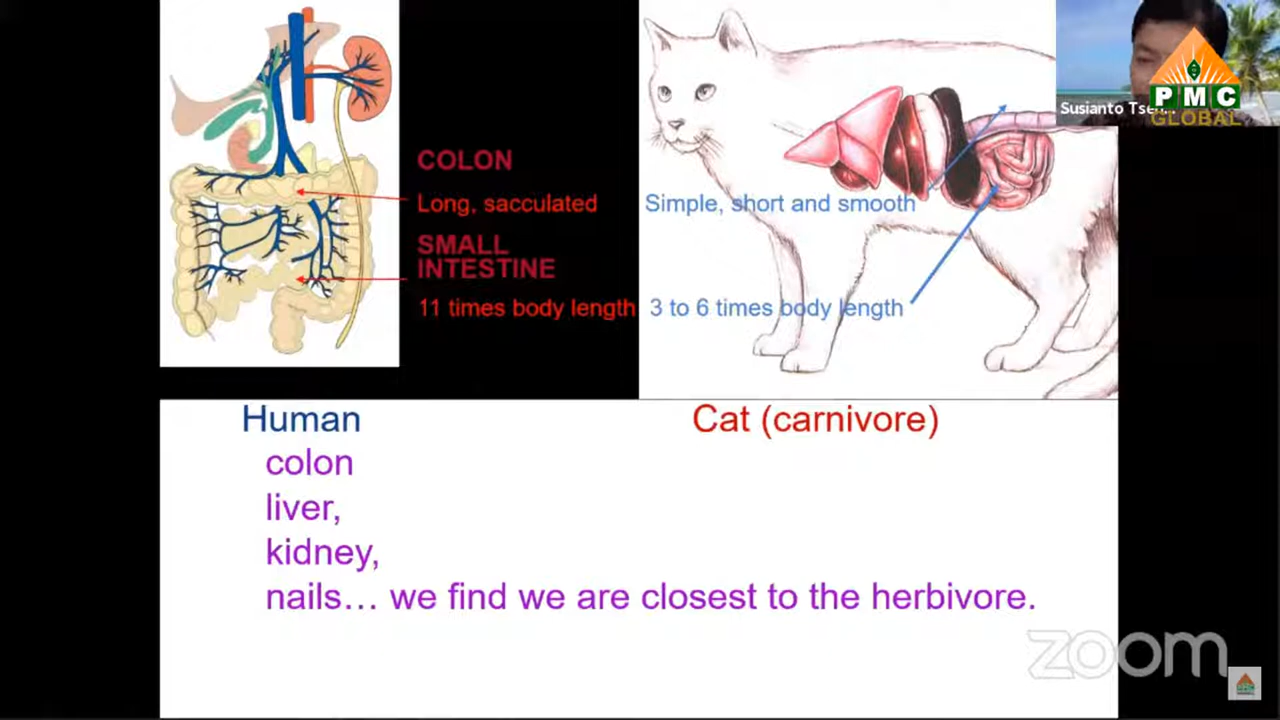 PMC
GLOBAL
Susianto
COLON
Long, sacculated
Simple, short and smooth
SMALL
INTESTINE
11 times body length
3 to 6 times body length
Human
Cat (carnivore)
colon
liver,
kidney,
nails… we find we are closest to the herbivore.
zoom